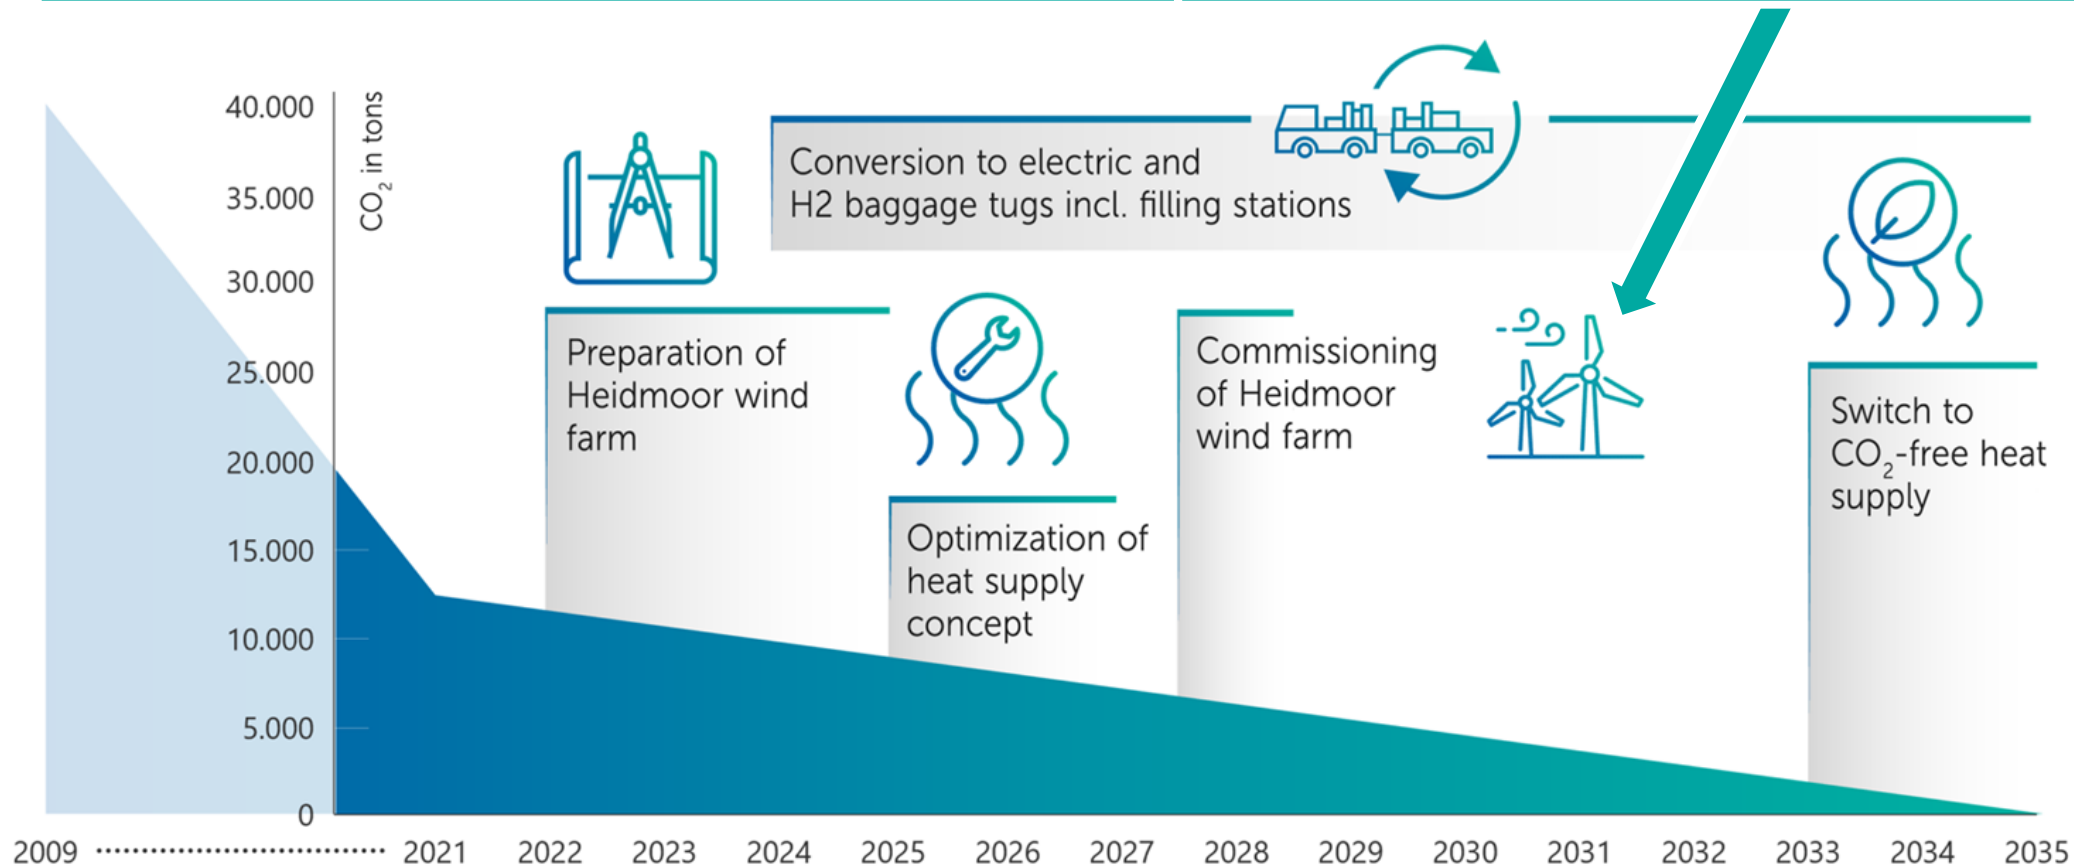 40.000
35.000
30.000
25.000
20.000
15.000
10.000
5.000
0
CO₂ in tons
Conversion to electric and
H2 baggage tugs incl. filling stations
Preparation of
Heidmoor wind
farm
Optimization of
heat supply
concept
Commissioning
of Heidmoor
wind farm
Switch to
CO₂-free heat
supply
2009 2021 2022 2023 2024 2025 2026 2027 2028 2029 2030 2031 2032 2033 2034 2035